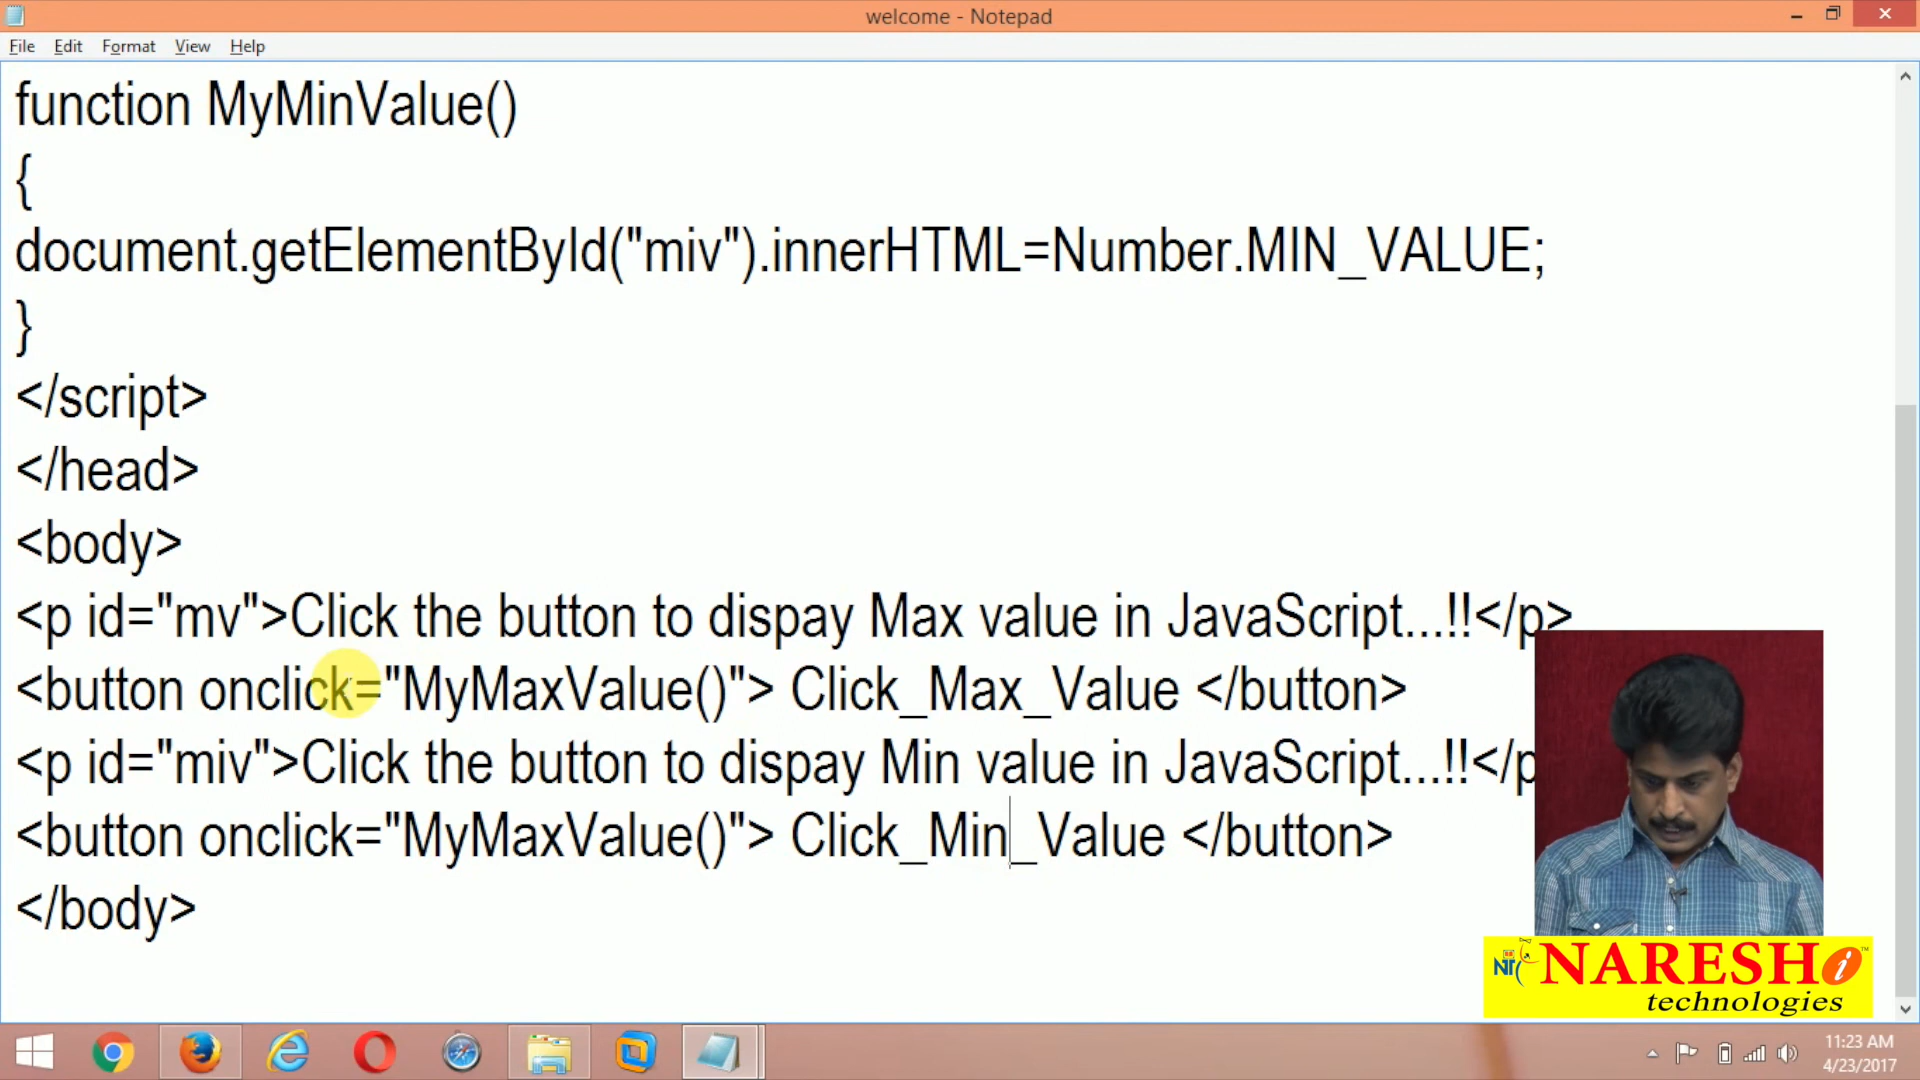 welcome - Notepad
File Edit Format View Help
function MyMinValue()
{
document.getElementById("miv").innerHTML=Number.MIN_VALUE;
}
</script>
</head>
<body>
<p id="mv">Click the button to dispay Max value in JavaScript...!!</p>
<button onclick="MyMaxValue()"> Click_Max_Value </button>
<p id="miv">Click the button to dispay Min value in JavaScript...!!</p
<button onclick="MyMaxValue()"> Click_Min_Value </button>
</body>
NARESH i
technologies
11:23 AM
4/23/2017